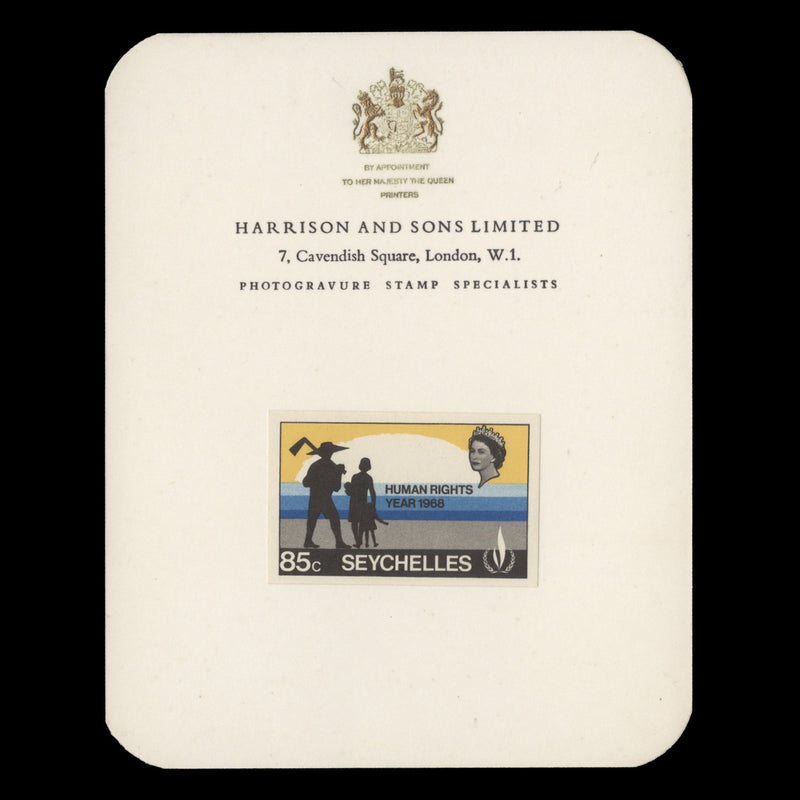 BY APPOINTMENT
TO HER MAJESTY THE QUEEN
PRINTERS
HARRISON AND SONS LIMITED
7, Cavendish Square, London, W.1.
PHOTOGRAVURE STAMP SPECIALISTS
HUMAN RIGHTS
YEAR 1968
85c SEYCHELLES